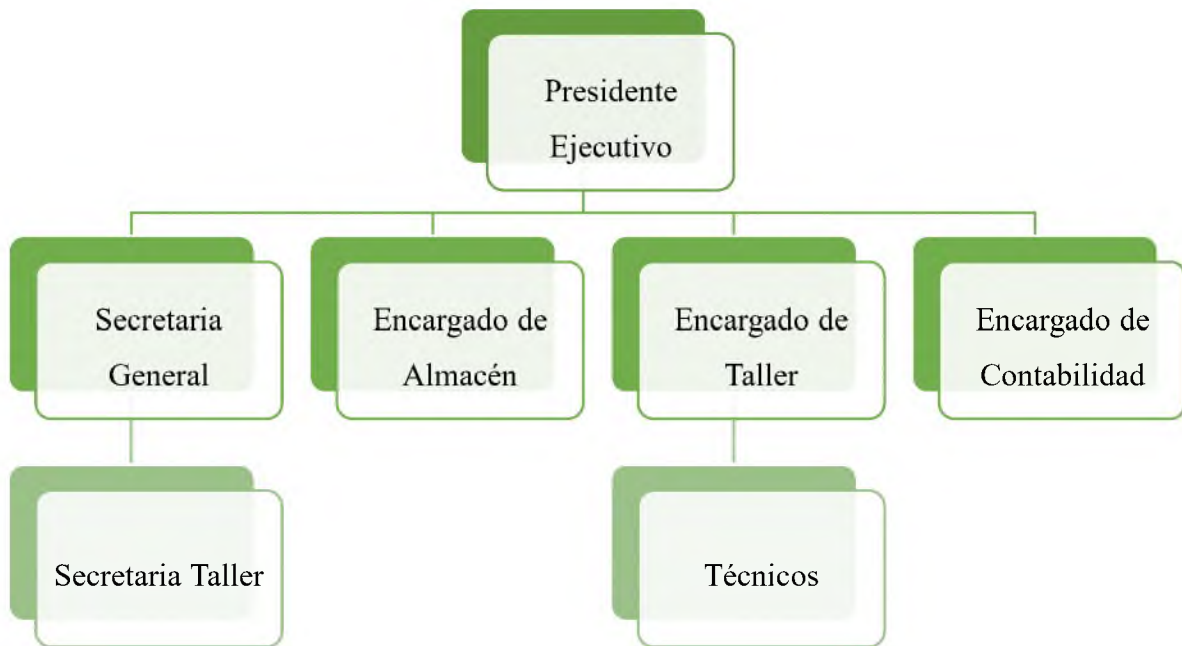 Presidente
Ejecutivo
Secretaria
General
Encargado de
Almacén
Encargado de
Taller
Encargado de
Contabilidad
Secretaria Taller
Técnicos